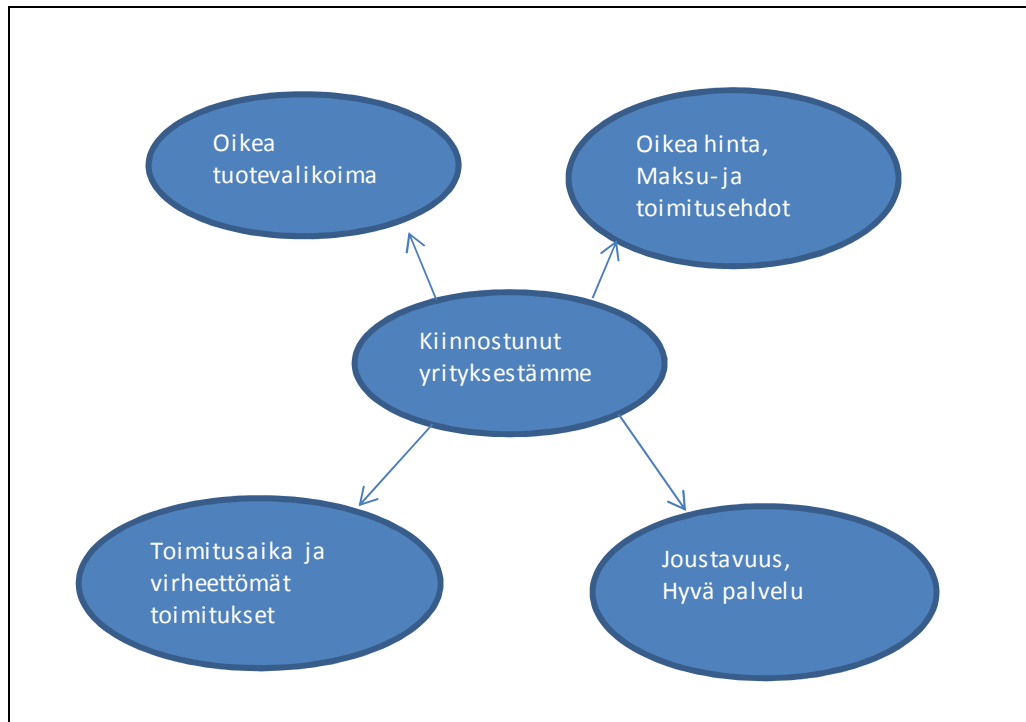 Oikea
tuotevalikoima
Oikea hinta,
Maksu- ja
toimitusehdot
Kiinnostunut
yrityksestämme
Toimitusaika ja
virheettömät
toimitukset
Joustavuus,
Hyvä palvelu